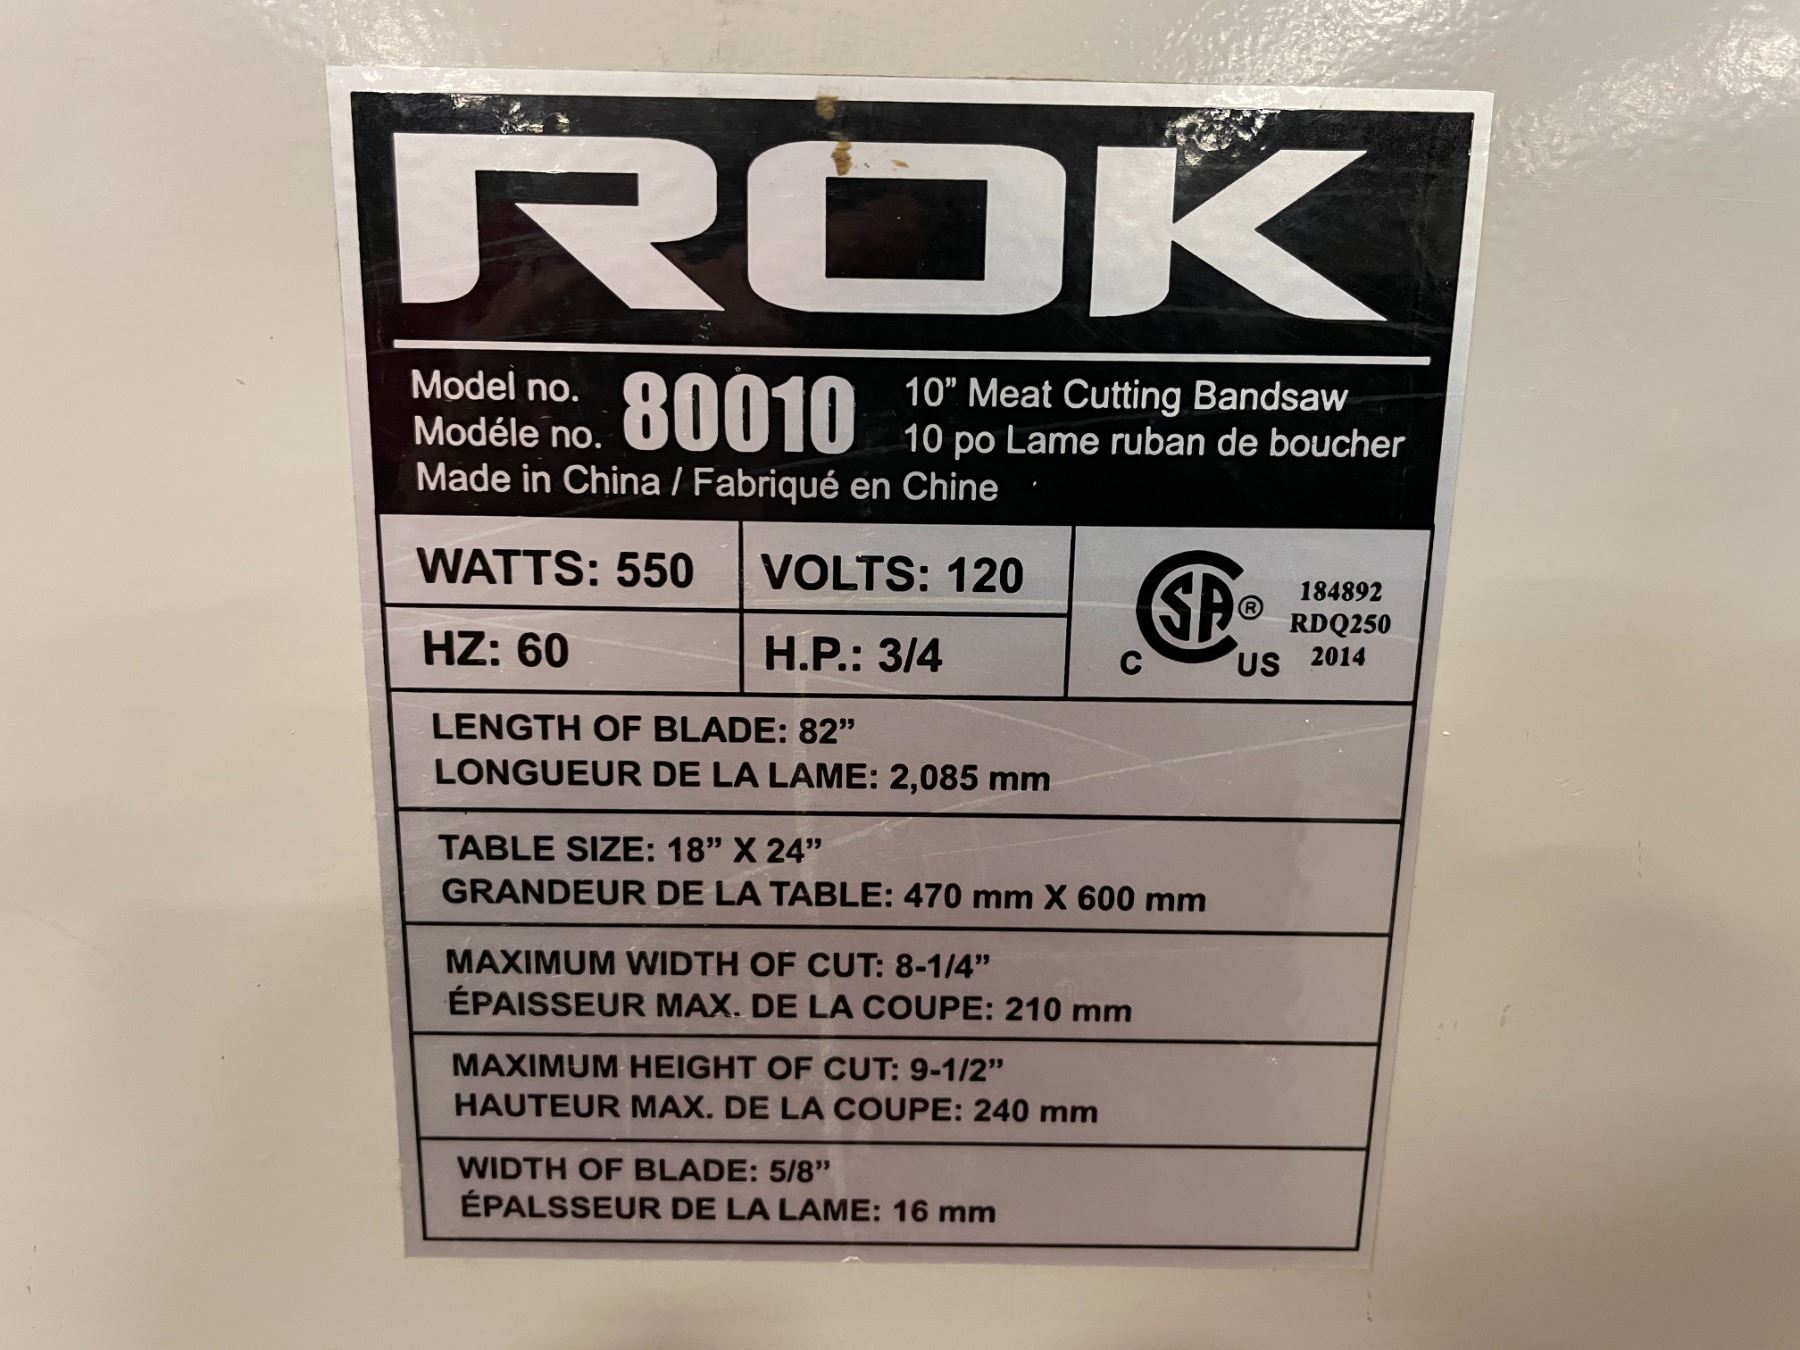 ROK
Model no. 80010 10" Meat Cutting Bandsaw
Modéle no. 10 po Lame ruban de boucher
Made in China / Fabriqué en Chine
WATTS: 550 VOLTS: 120
HZ: 60 H.P.: 3/4
CSA® C US
184892
RDQ250
2014
LENGTH OF BLADE: 82”
LONGUEUR DE LA LAME: 2,085 mm
TABLE SIZE: 18” X 24”
GRANDEUR DE LA TABLE: 470 mm X 600 mm
MAXIMUM WIDTH OF CUT: 8-1/4”
ÉPAISSEUR MAX. DE LA COUPE: 210 mm
MAXIMUM HEIGHT OF CUT: 9-1/2”
HAUTEUR MAX. DE LA COUPE: 240 mm
WIDTH OF BLADE: 5/8”
ÉPALSSEUR DE LA LAME: 16 mm